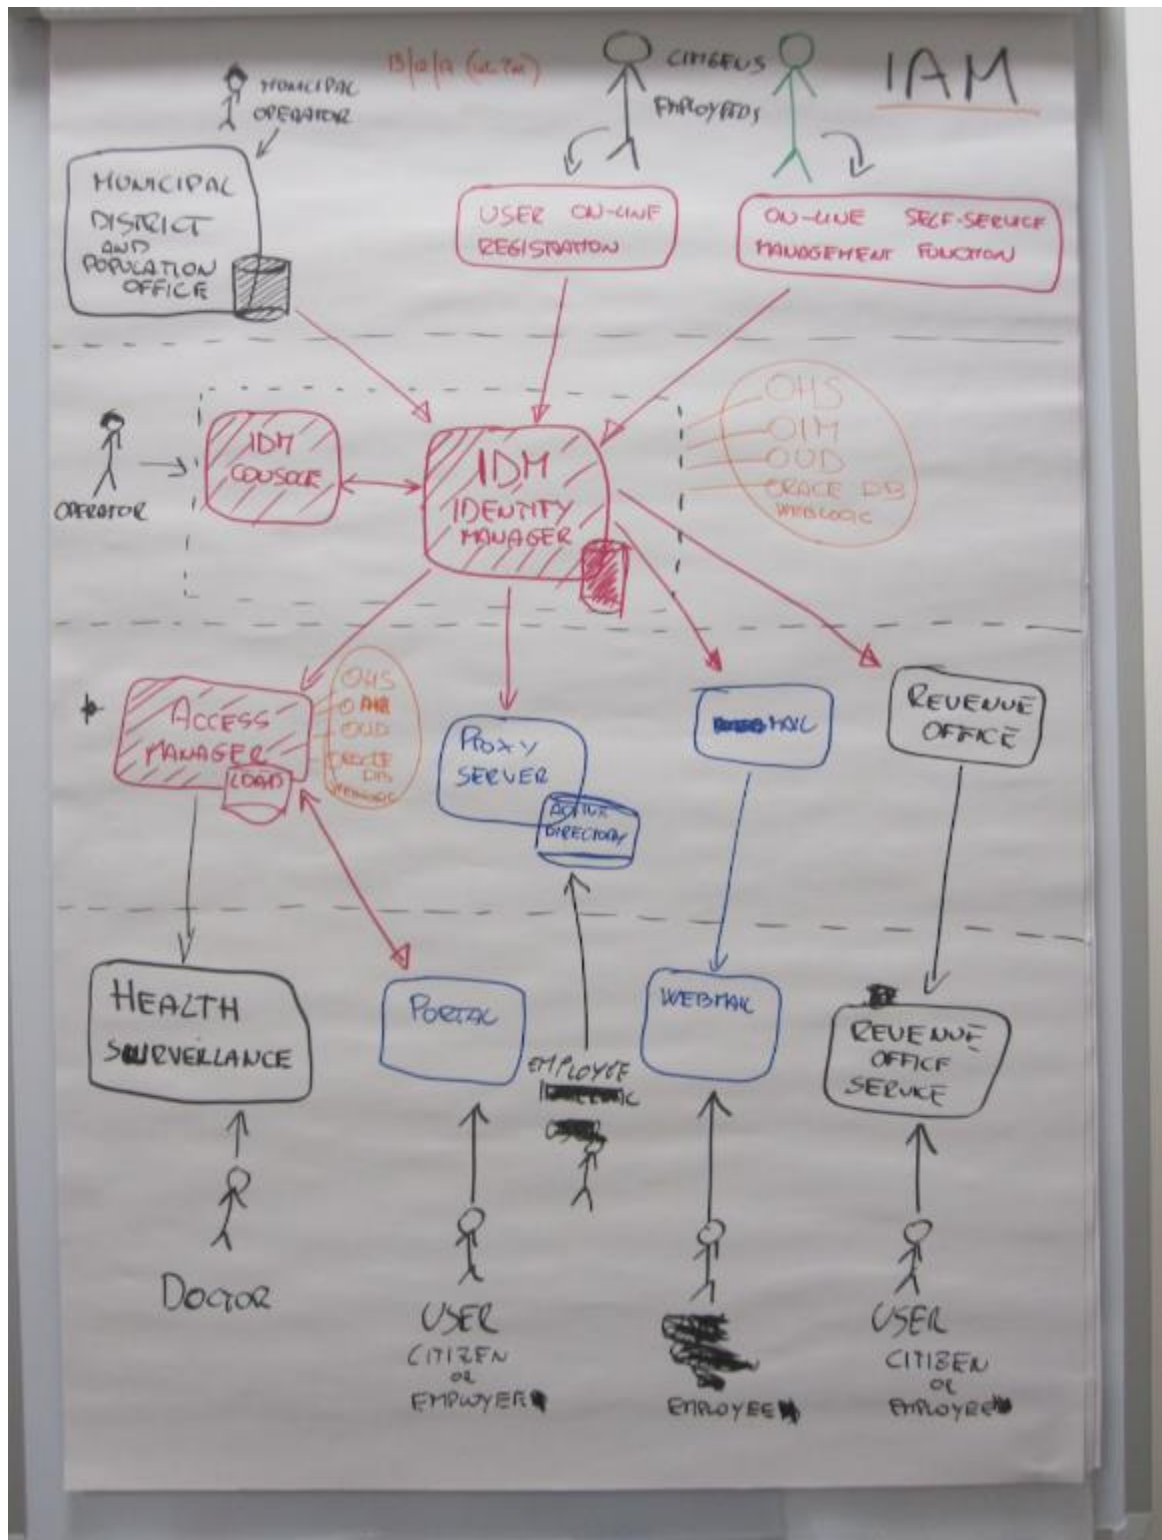 IAM
MUNICIPAL
OPERATOR
CITIZENS
EMPLOYEES
MUNICIPAL
DISTRICT
AND
POPULATION
OFFICE
USER ON-LINE
REGISTRATION
ON-LINE SELF-SERVICE
MANAGEMENT FUNCTION
OPERATOR
IDM
CONSOLE
IDM
IDENTITY
MANAGER
OHS
OIM
OUD
ORACLE DB
WEBLOGIC
ACCESS
MANAGER
LDAP
OHS
OUD
ORACLE
DB
WEBLOGIC
PROXY
SERVER
ACTIVE
DIRECTORY
MAIL
REVENUE
OFFICE
HEALTH
SURVEILLANCE
PORTAL
EMPLOYEE
WEBMAIL
REVENUE
OFFICE
SERVICE
DOCTOR
USER
CITIZEN
OR
EMPLOYEE
EMPLOYEE
USER
CITIZEN
OR
EMPLOYEE